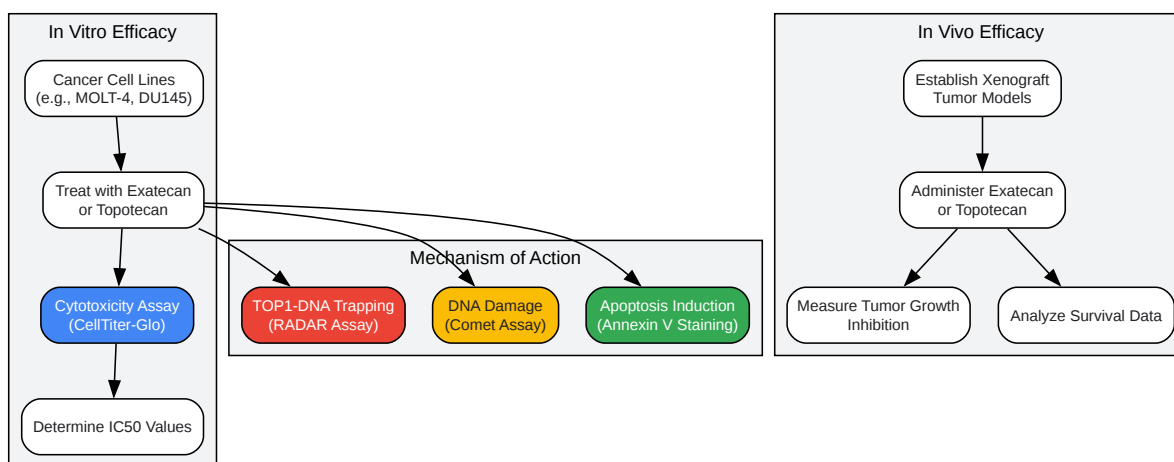 In Vitro Efficacy
Cancer Cell Lines
(e.g., MOLT-4, DU145)
Treat with Exatecan
or Topotecan
Cytotoxicity Assay
(CellTiter-Glo)
Determine IC50 Values
Mechanism of Action
TOP1-DNA Trapping
(RADAR Assay)
DNA Damage
(Comet Assay)
Apoptosis Induction
(Annexin V Staining)
In Vivo Efficacy
Establish Xenograft
Tumor Models
Administer Exatecan
or Topotecan
Measure Tumor Growth
Inhibition
Analyze Survival Data